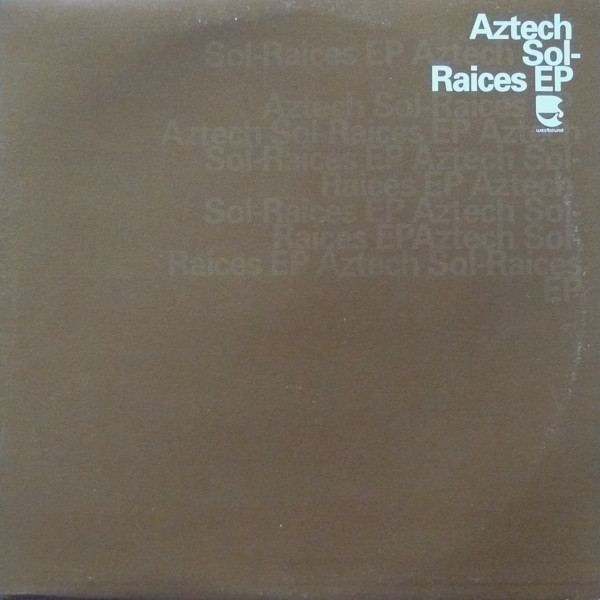 Aztech
Sol-
Raices EP
waxbound
Sol-Raices EP Aztech
Aztech Sol-Raices EP
Aztech Sol-Raices EP Aztech
Sol-Raices EP Aztech Sol-
Raices EP Aztech
Sol-Raices EP Aztech Sol-
Raices EPAztech Sol-
Raices EP Aztech Sol-Raices
EP